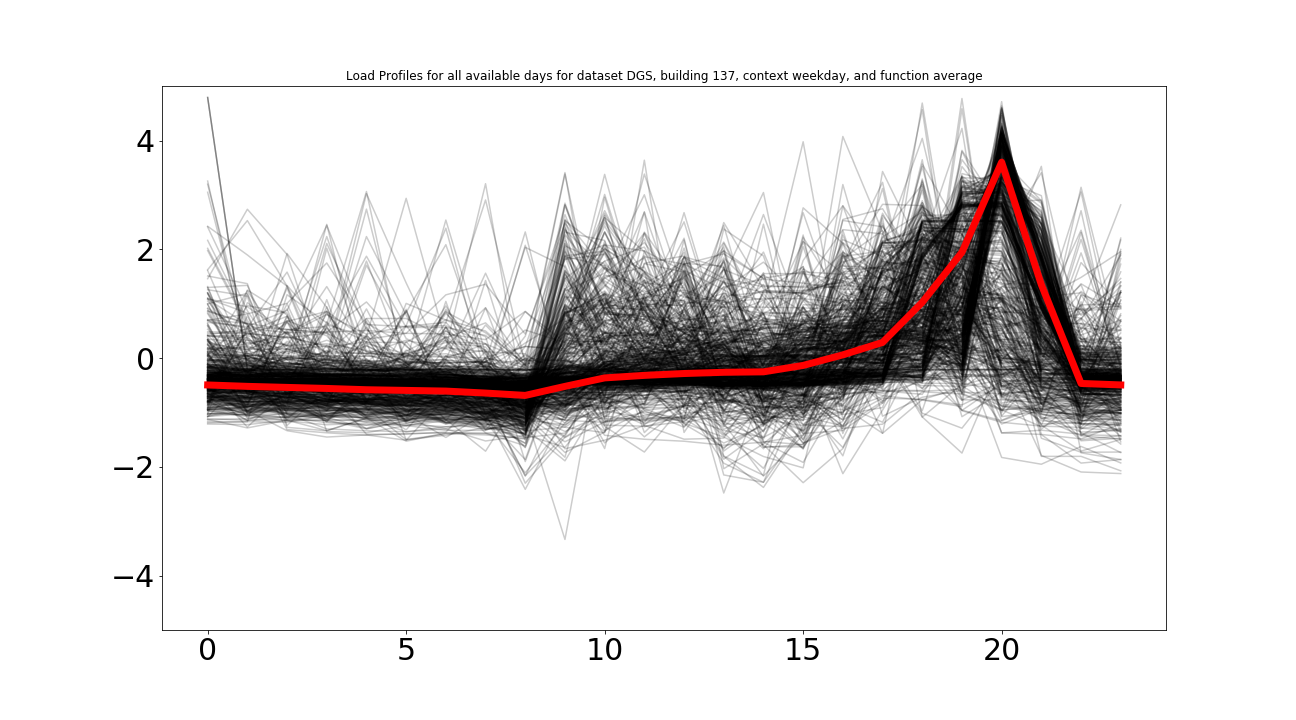 Load Profiles for all available days for dataset DGS, building 137, context weekday, and function average
4
2
0
−2
−4
0 5 10 15 20